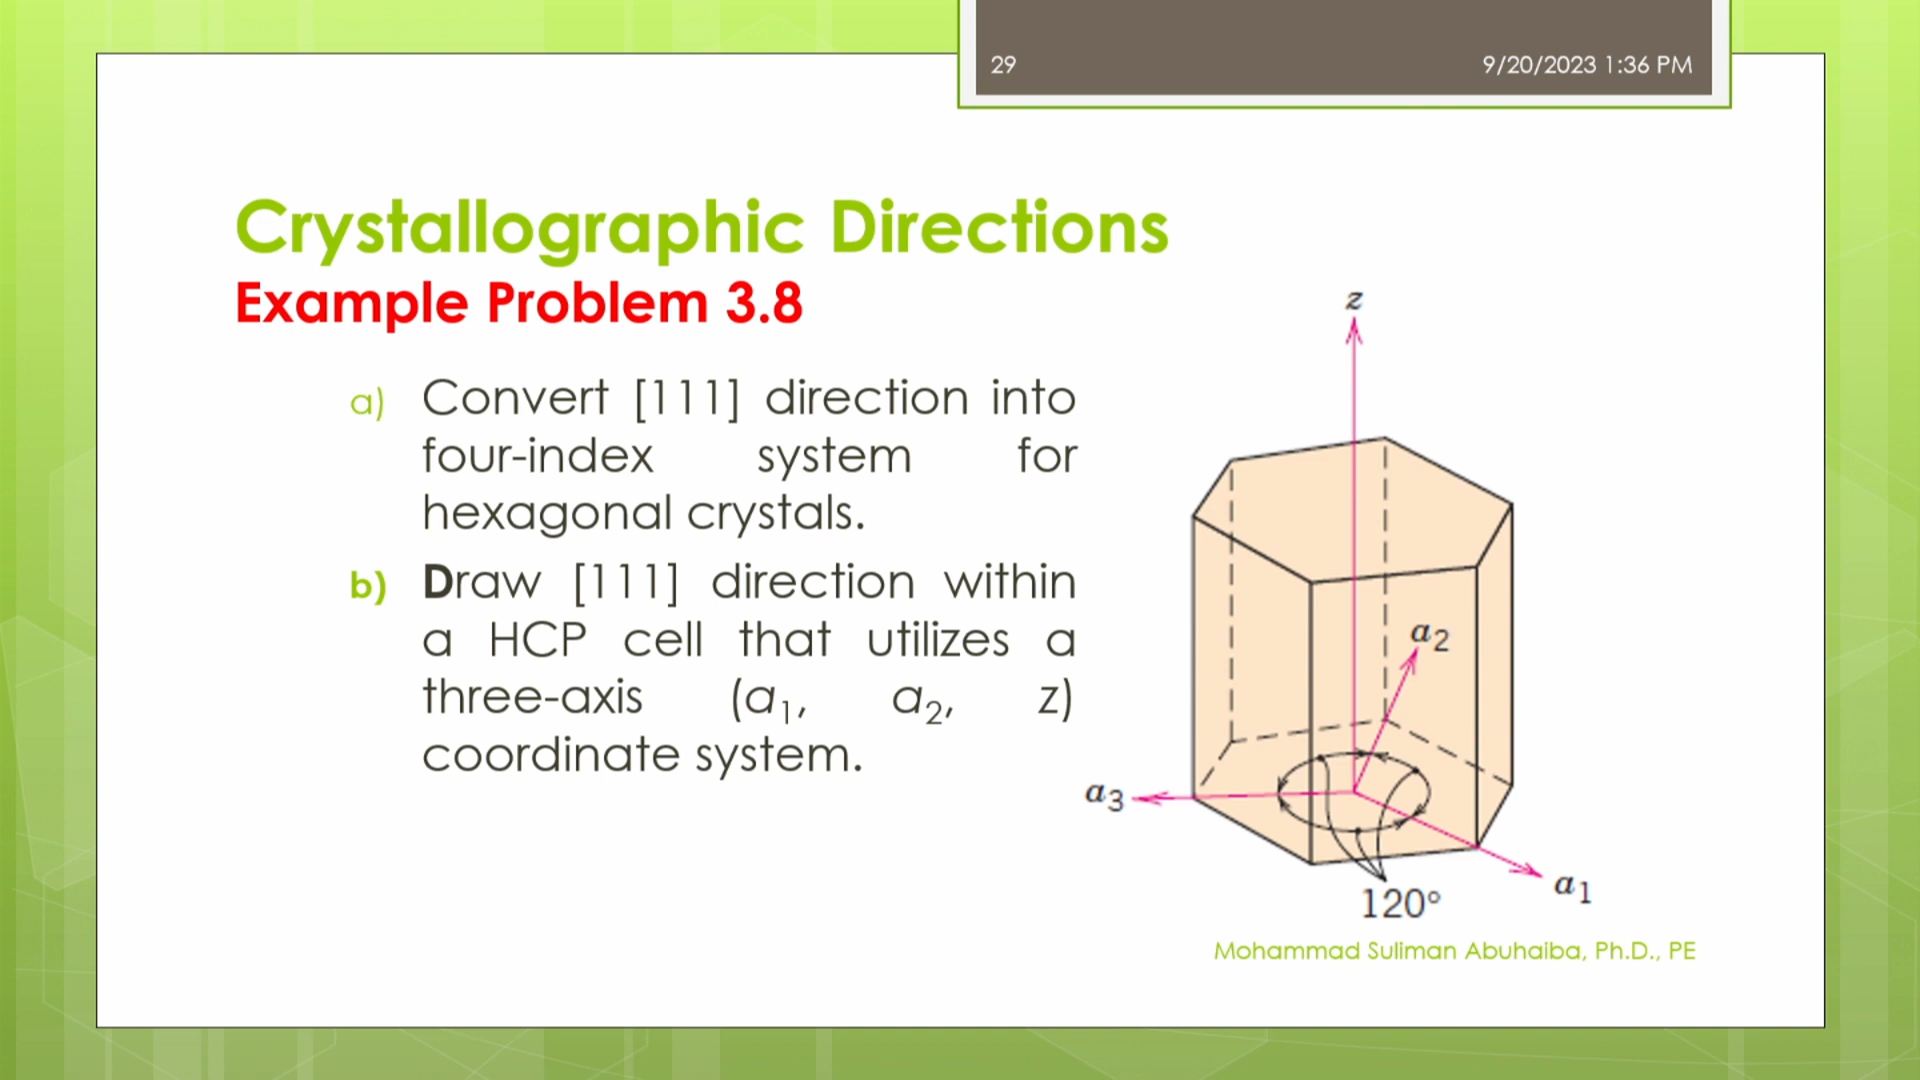 29
9/20/2023 1:36 PM
Crystallographic Directions
Example Problem 3.8
a) Convert [111] direction into
four-index system for
hexagonal crystals.
b) Draw [111] direction within
a HCP cell that utilizes a
three-axis (a₁, a₂, z)
coordinate system.
z
a₂
a₃
a₁
120°
Mohammad Suliman Abuhaiba, Ph.D., PE